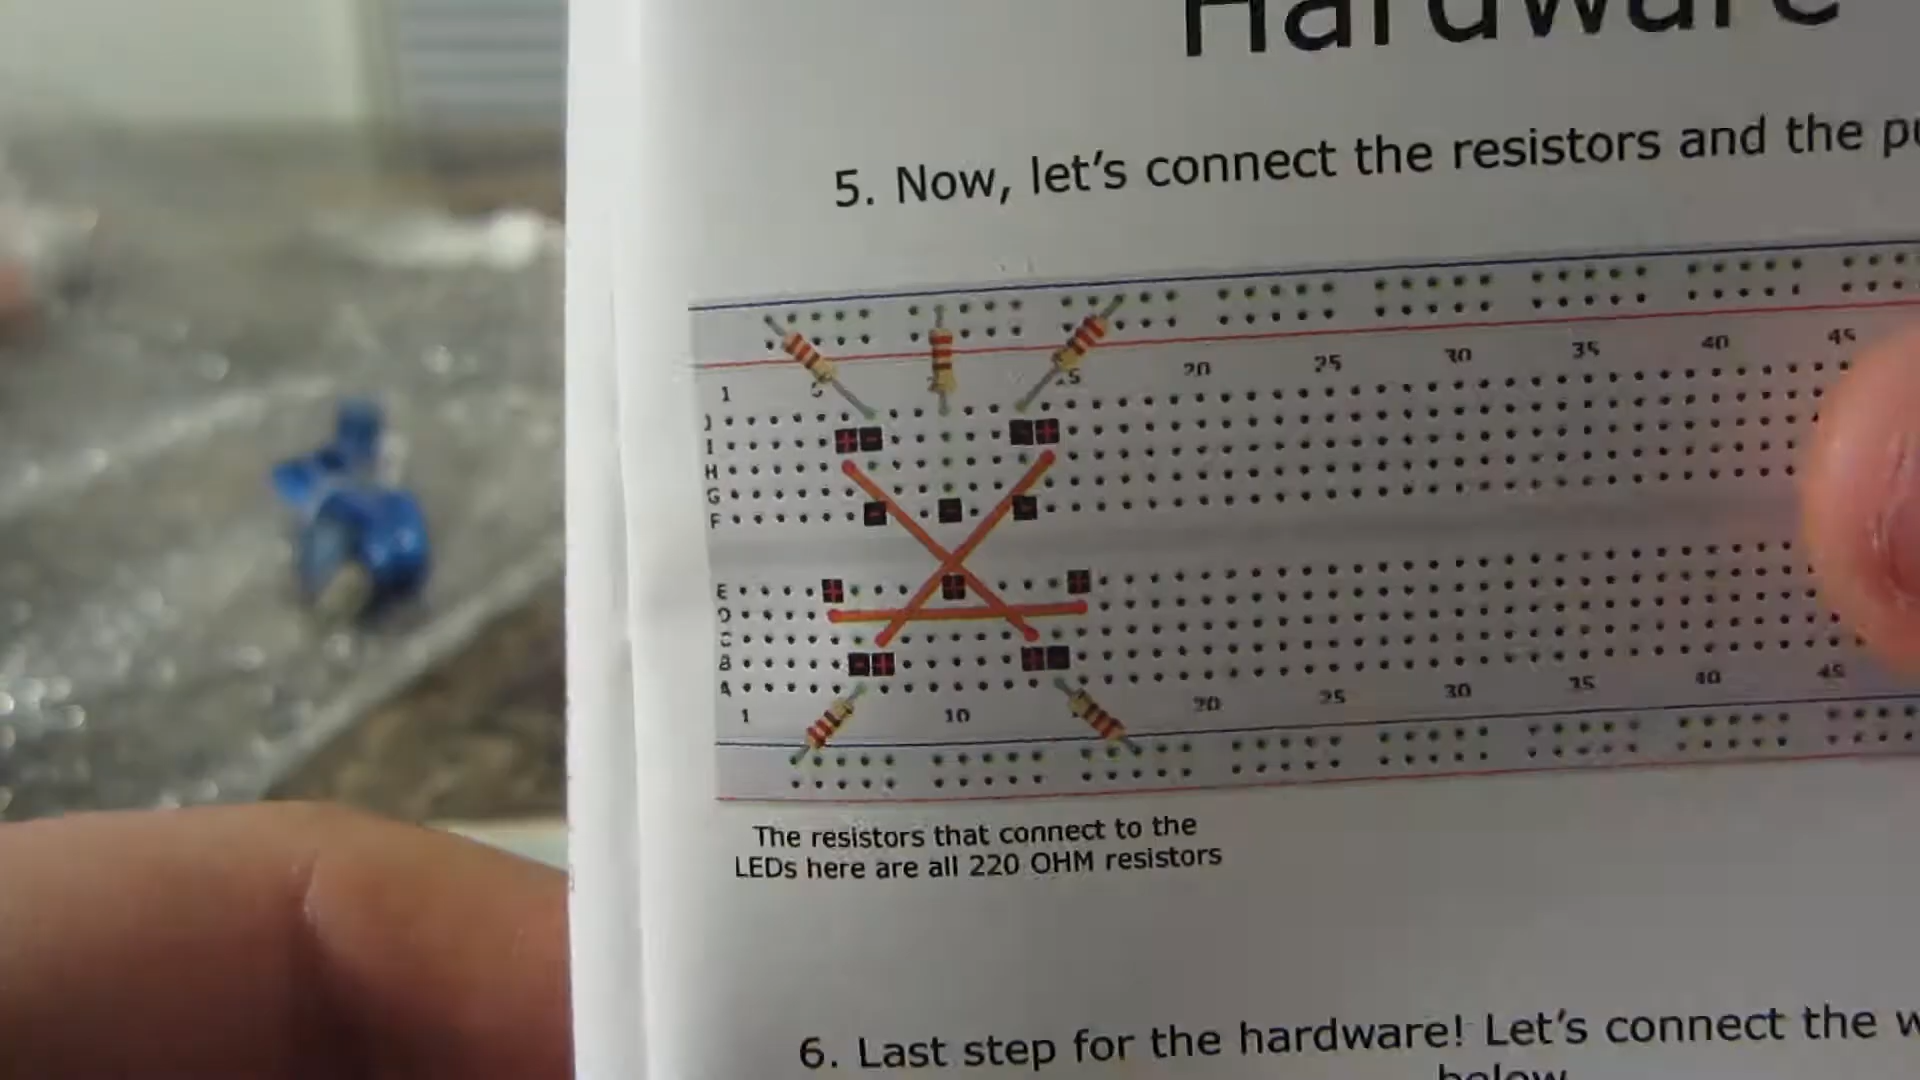 Hardware
5. Now, let's connect the resistors and the
1 20 25 30 35 40 45
J
I
H
G
F
E
D
C
B
A
1 10 20 25 30 35 40 45
The resistors that connect to the
LEDs here are all 220 OHM resistors
6. Last step for the hardware! Let's connect the
below